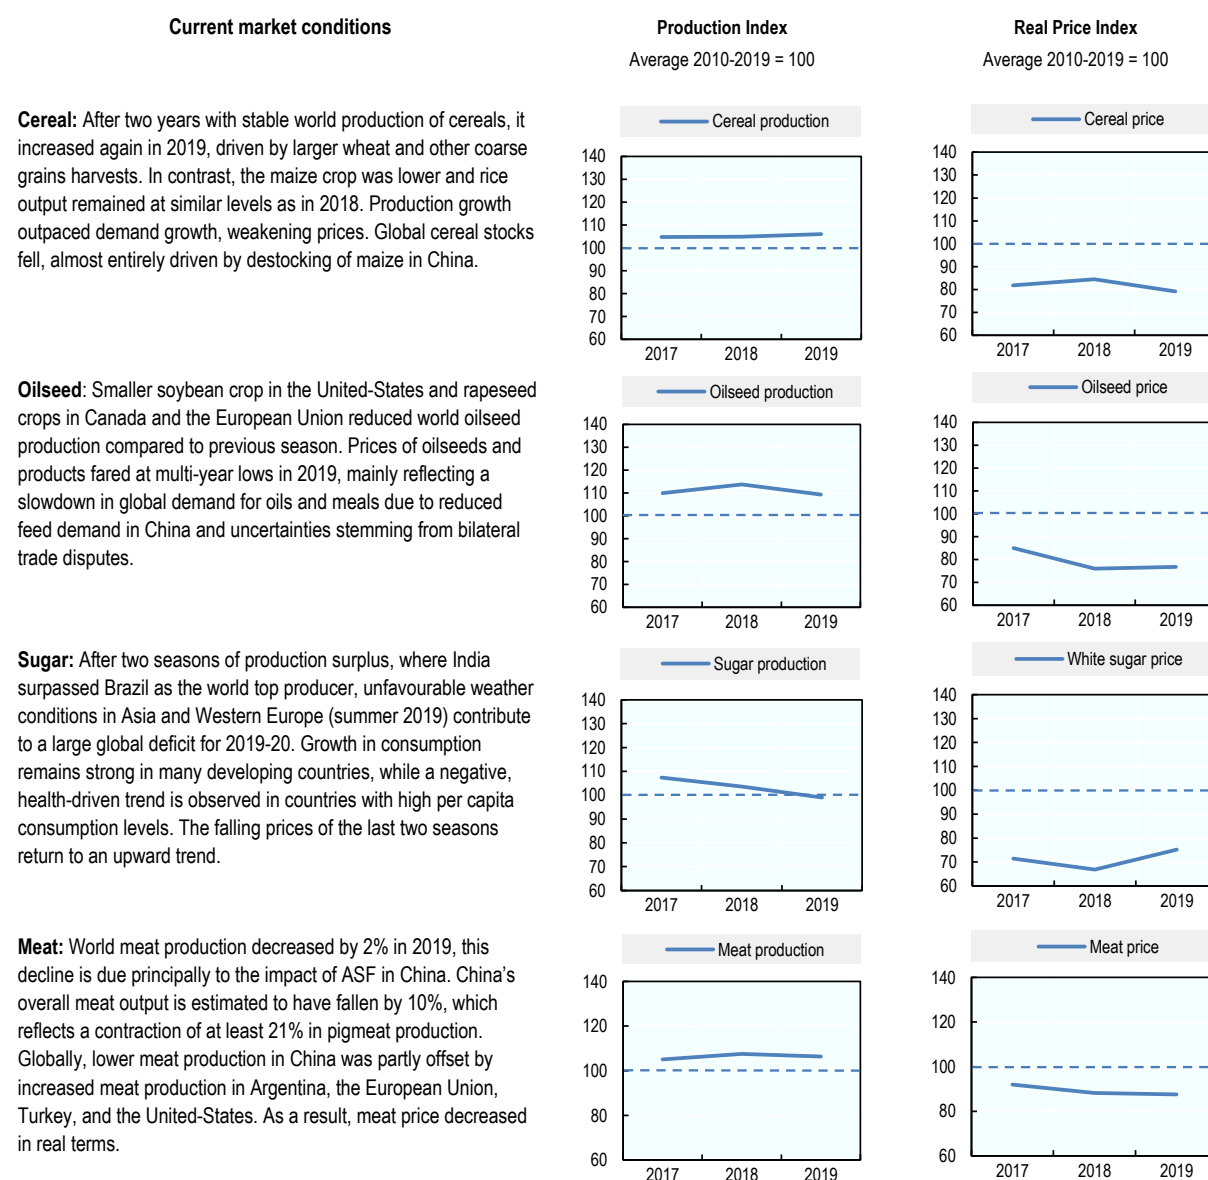 Current market conditions
Production Index
Real Price Index
Average 2010-2019 = 100
Average 2010-2019 = 100
Cereal: After two years with stable world production of cereals, it
increased again in 2019, driven by larger wheat and other coarse
grains harvests. In contrast, the maize crop was lower and rice
output remained at similar levels as in 2018. Production growth
outpaced demand growth, weakening prices. Global cereal stocks
fell, almost entirely driven by destocking of maize in China.
Cereal production
140
130
120
110
100
90
80
70
60
2017 2018 2019
Cereal price
140
130
120
110
100
90
80
70
60
2017 2018 2019
Oilseed: Smaller soybean crop in the United-States and rapeseed
crops in Canada and the European Union reduced world oilseed
production compared to previous season. Prices of oilseeds and
products fared at multi-year lows in 2019, mainly reflecting a
slowdown in global demand for oils and meals due to reduced
feed demand in China and uncertainties stemming from bilateral
trade disputes.
Oilseed production
140
130
120
110
100
90
80
70
60
2017 2018 2019
Oilseed price
140
130
120
110
100
90
80
70
60
2017 2018 2019
Sugar: After two seasons of production surplus, where India
surpassed Brazil as the world top producer, unfavourable weather
conditions in Asia and Western Europe (summer 2019) contribute
to a large global deficit for 2019-20. Growth in consumption
remains strong in many developing countries, while a negative,
health-driven trend is observed in countries with high per capita
consumption levels. The falling prices of the last two seasons
return to an upward trend.
Sugar production
140
130
120
110
100
90
80
70
60
2017 2018 2019
White sugar price
140
130
120
110
100
90
80
70
60
2017 2018 2019
Meat: World meat production decreased by 2% in 2019, this
decline is due principally to the impact of ASF in China. China's
overall meat output is estimated to have fallen by 10%, which
reflects a contraction of at least 21% in pigmeat production.
Globally, lower meat production in China was partly offset by
increased meat production in Argentina, the European Union,
Turkey, and the United-States. As a result, meat price decreased
in real terms.
Meat production
140
120
100
80
60
2017 2018 2019
Meat price
140
120
100
80
60
2017 2018 2019